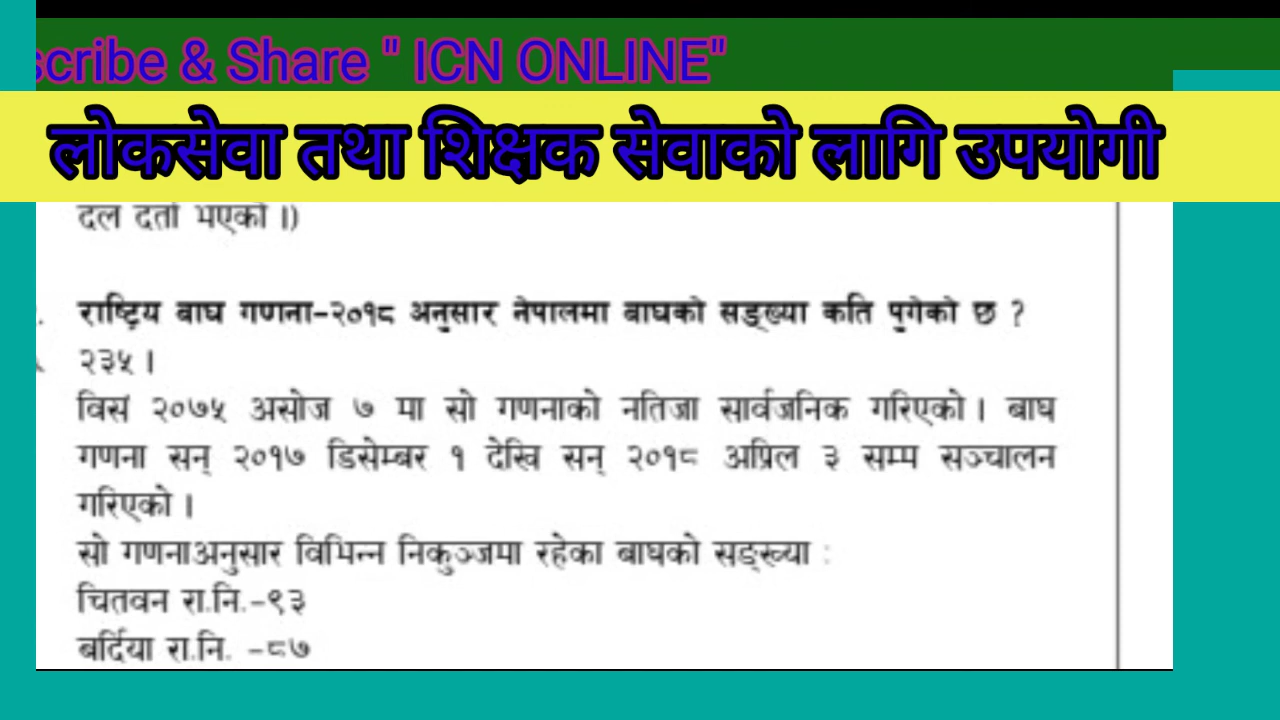 scribe & Share " ICN ONLINE"
लोकसेवा तथा शिक्षक सेवाको लागि उपयोगी
दल दर्ता भएको ।)
राष्ट्रिय बाघ गणना-२०१८ अनुसार नेपालमा बाघको सङ्ख्या कति पुगेको छ ?
२३५ ।
विसं २०७५ असोज ७ मा सो गणनाको नतिजा सार्वजनिक गरिएको । बाघ
गणना सन् २०१७ डिसेम्बर १ देखि सन् २०१८ अप्रिल ३ सम्म सञ्चालन
गरिएको ।
सो गणनाअनुसार विभिन्न निकुञ्जमा रहेका बाघको सङ्ख्या :
चितवन रा.नि.-९३
बर्दिया रा.नि. -८७